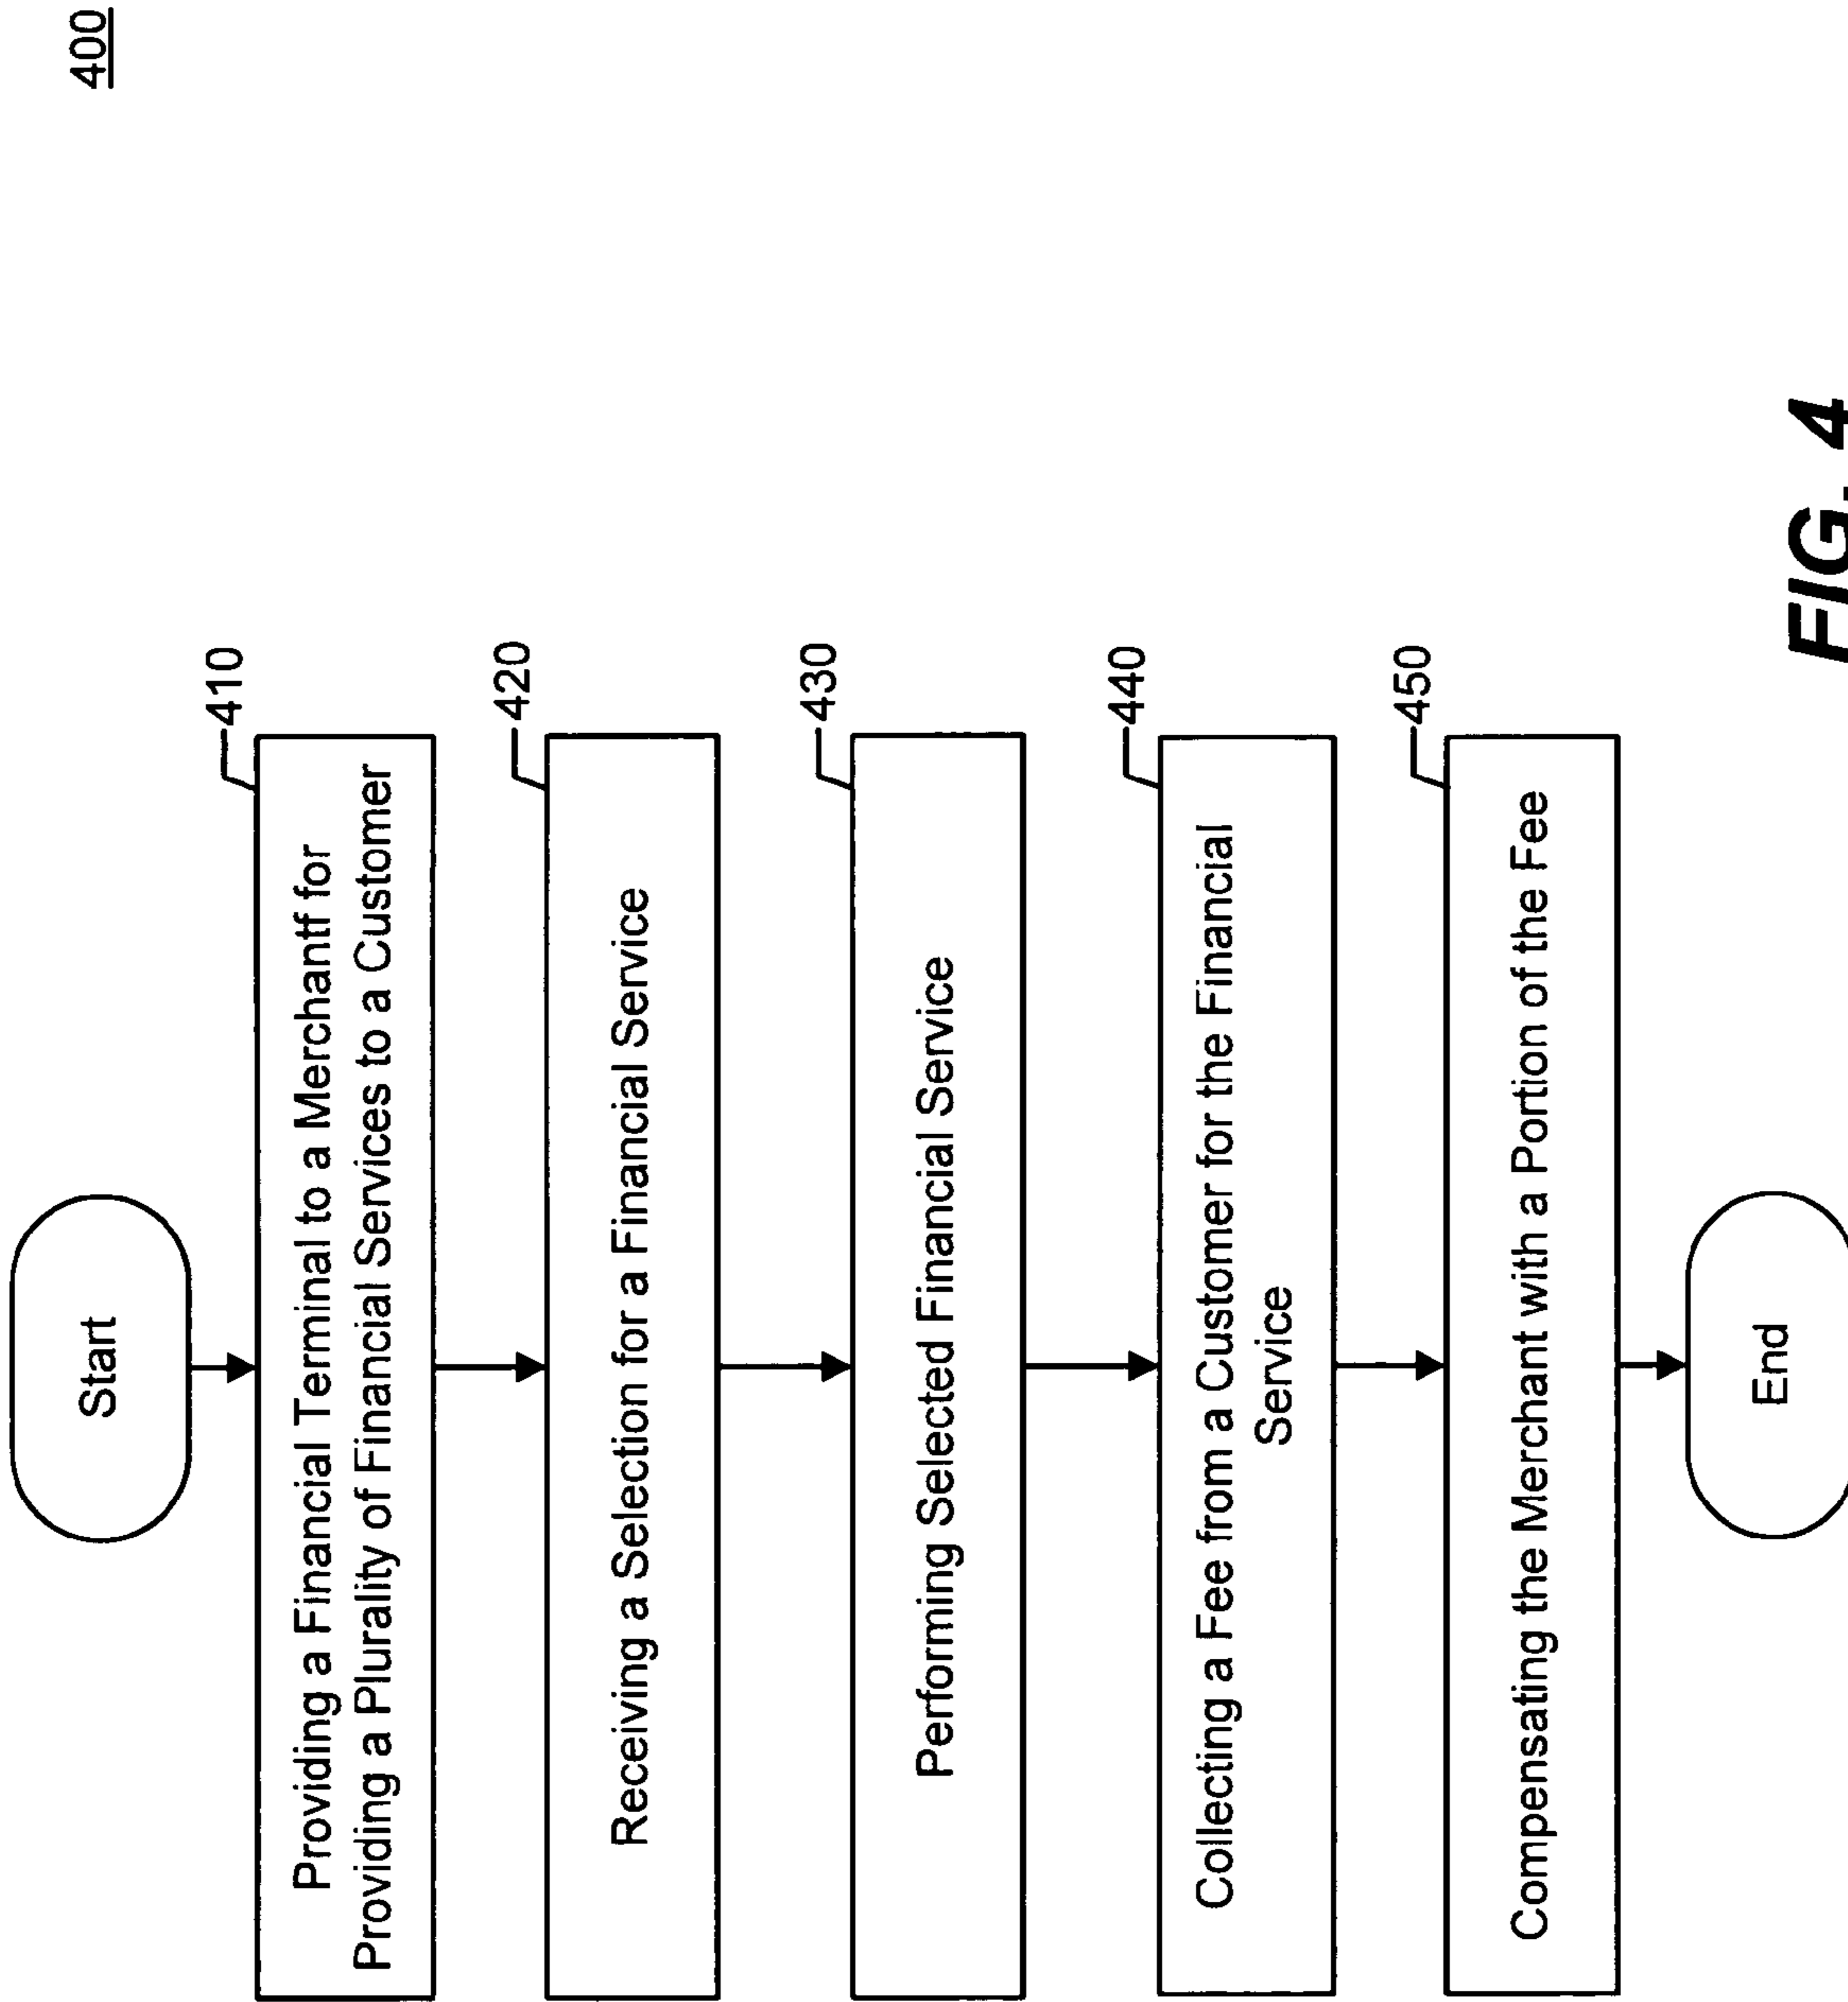 400
Start
410
Providing a Financial Terminal to a Merchantf for
Providing a Plurality of Financial Services to a Customer
420
Receiving a Selection for a Financial Service
430
Performing Selected Financial Service
440
Collecting a Fee from a Customer for the Financial
Service
450
Compensating the Merchant with a Portion of the Fee
End
FIG. 4